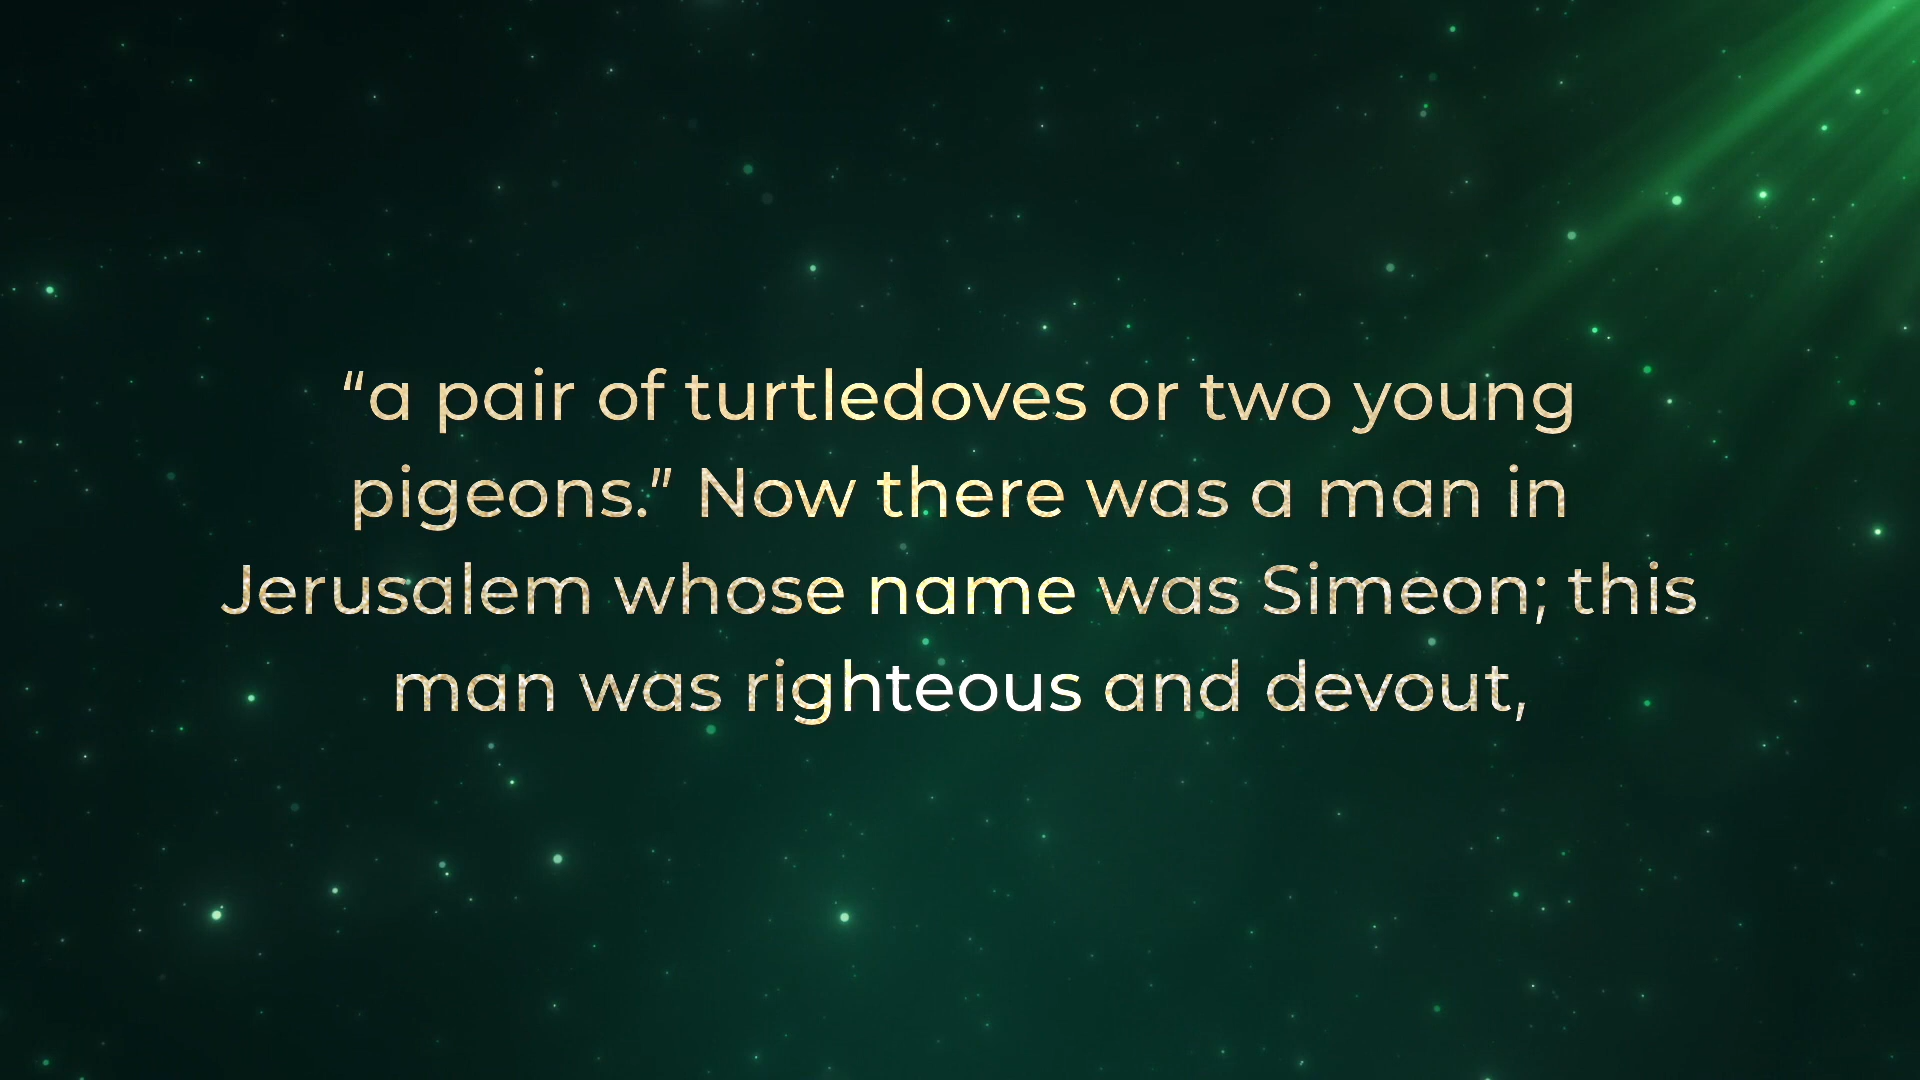 “a pair of turtledoves or two young
pigeons.” Now there was a man in
Jerusalem whose name was Simeon; this
man was righteous and devout,